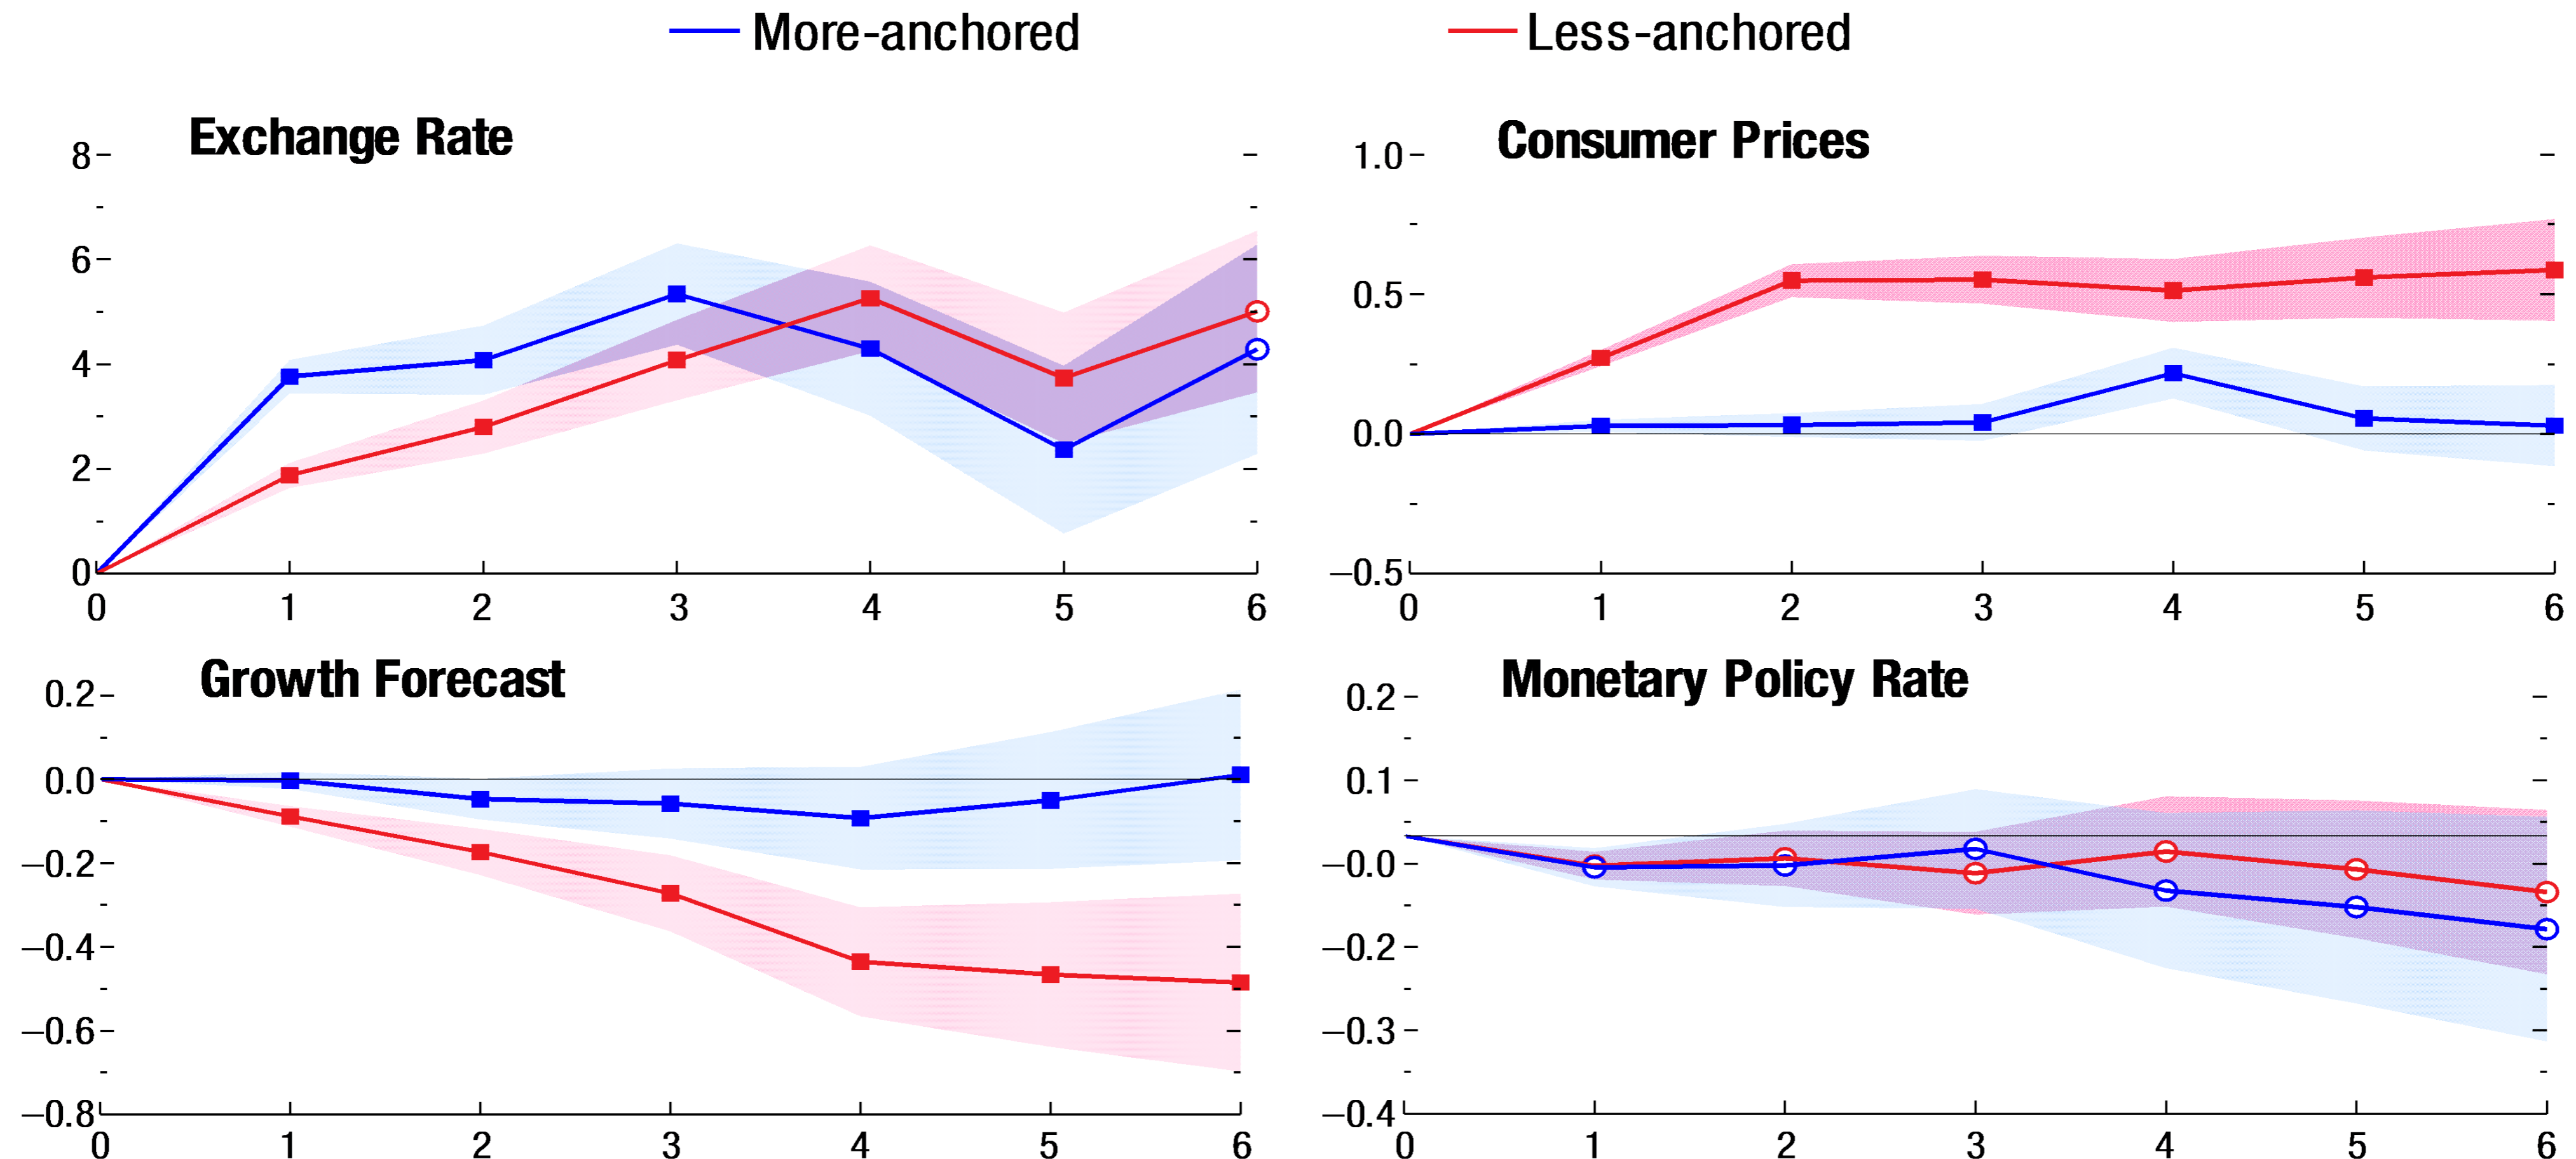 More-anchored Less-anchored
Exchange Rate
8
6
4
2
0
0 1 2 3 4 5 6
Consumer Prices
1.0
0.5
0.0
–0.5
0 1 2 3 4 5 6
Growth Forecast
0.2
0.0
–0.2
–0.4
–0.6
–0.8
0 1 2 3 4 5 6
Monetary Policy Rate
0.2
0.1
–0.0
–0.2
–0.3
–0.4
0 1 2 3 4 5 6